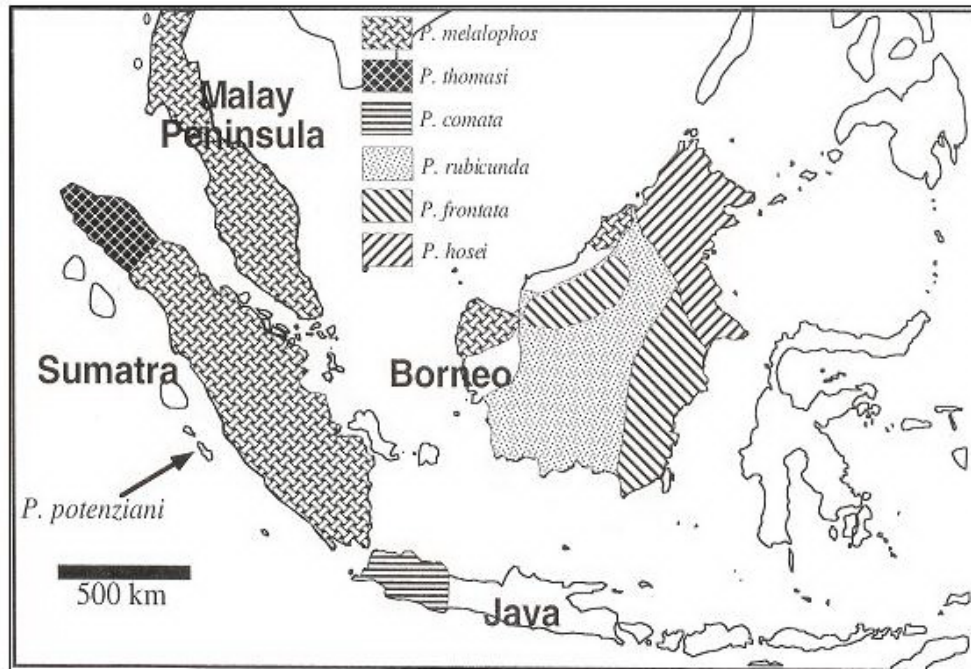 P. melalophos
P. thomasi
P. comata
P. rubicunda
P. frontata
P. hosei
Malay
Peninsula
Sumatra
Borneo
P. potenziani
500 km
Java